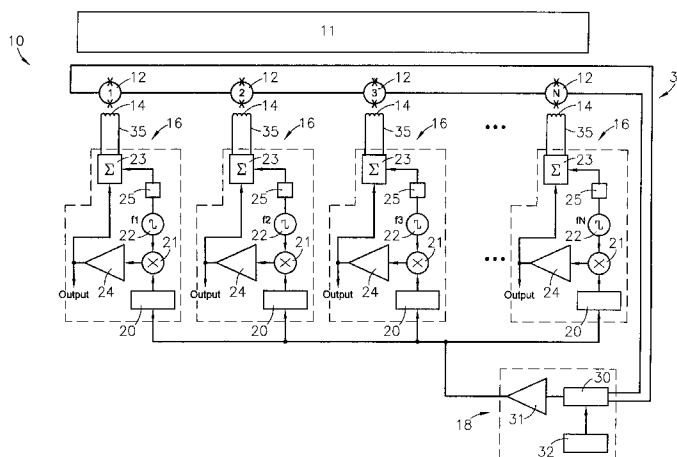 11
10
12 12 12 12
3
1 2 3 N
14 14 14 14
35 16 35 16 35 16 35 16
...
23 23 23 23
Σ Σ Σ Σ
25 25 25 25
f1 f2 f3 fN
22 22 22 22
21 21 21 21
...
24 24 24 24
Output Output Output Output
20 20 20 20
30
18
31
32